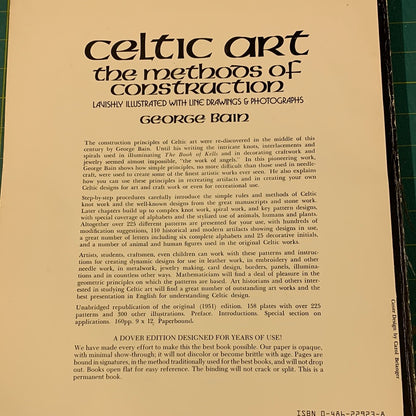 celtic art
the methods of
construction
LAVISHLY ILLUSTRATED WITH LINE DRAWINGS & PHOTOGRAPHS
george bain
The construction principles of Celtic art were re-discovered in the middle of this
century by George Bain. Until his writing the intricate knots, interlacements and
spirals used in illuminating The Book of Kells and in decorating craftwork and
jewelry seemed almost impossible, "the work of angels." In this pioneering work,
George Bain shows how simple principles, no more difficult than those used in needle-
craft, were used to create some of the finest artistic works ever seen. He also explains
how you can use these principles in recreating artifacts and in creating your own
Celtic designs for art and craft work or even for recreational use.
Step-by-step procedures carefully introduce the simple rules and methods of Celtic
knot work and the well-known designs from the great manuscripts and stone work.
Later chapters build up to complex knot work, spiral work, and key pattern designs,
with special coverage of alphabets and the stylized use of animals, humans and plants.
Altogether over 225 different patterns are presented for your use, with hundreds of
modification suggestions, 110 historical and modern artifacts showing designs in use,
a great number of letters including six complete alphabets and 25 decorative initials,
and a number of animal and human figures used in the original Celtic works.
Artists, students, craftsmen, even children can work with these patterns and instruc-
tions for creating dynamic designs for use in leather work, in embroidery and other
needle work, in metalwork, jewelry making, card design, borders, panels, illumina-
tions and in countless other ways. Mathematicians will find a deal of pleasure in the
geometric principles on which the patterns are based. Art historians and others inter-
ested in studying Celtic art will find a great number of outstanding art works and the
best presentation in English for understanding Celtic design.
Unabridged republication of the original (1951) edition. 158 plates with over 225
patterns and 300 other illustrations. Preface. Introductions. Special section on
applications. 160pp. 9 x 12. Paperbound.
A DOVER EDITION DESIGNED FOR YEARS OF USE!
We have made every effort to make this the best book possible. Our paper is opaque,
with minimal show-through; it will not discolor or become brittle with age. Pages are
bound in signatures, in the method traditionally used for the best books, and will not drop
out. Books open flat for easy reference. The binding will not crack or split. This is a
permanent book.
Cover Design by Carol Belanger
ISBN 0-486-22923-8